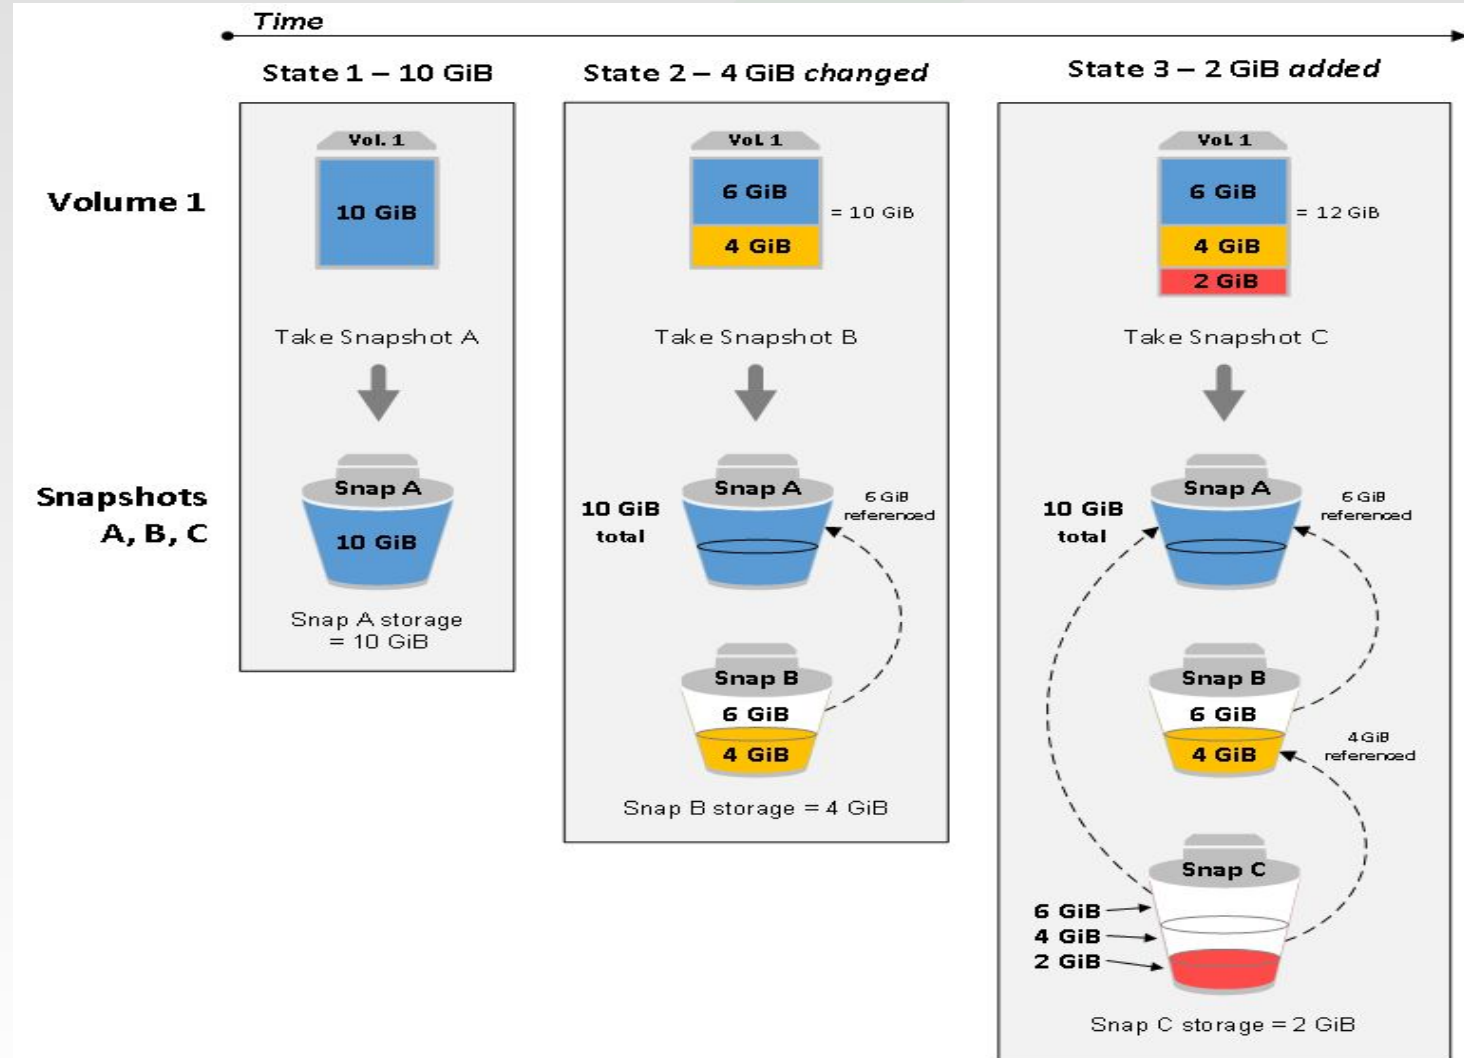 Time
State 1 – 10 GiB
State 2 – 4 GiB changed
State 3 – 2 GiB added
Volume 1
Vol. 1
10 GiB
Take Snapshot A
Vol. 1
6 GiB
4 GiB
= 10 GiB
Take Snapshot B
Vol. 1
6 GiB
4 GiB
2 GiB
= 12 GiB
Take Snapshot C
Snapshots
A, B, C
Snap A
10 GiB
Snap A storage
= 10 GiB
10 GiB
total
Snap A
6 GiB
referenced
Snap B
6 GiB
4 GiB
Snap B storage = 4 GiB
10 GiB
total
Snap A
6 GiB
referenced
Snap B
6 GiB
4 GiB
4 GiB
referenced
Snap C
6 GiB
4 GiB
2 GiB
Snap C storage = 2 GiB